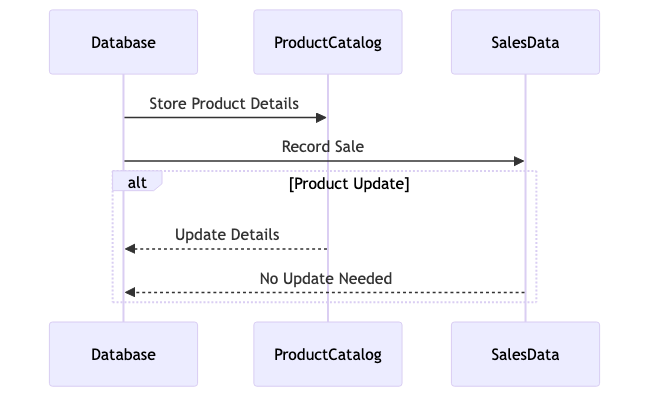 Database
ProductCatalog
SalesData
Store Product Details
Record Sale
alt
[Product Update]
Update Details
No Update Needed
Database
ProductCatalog
SalesData